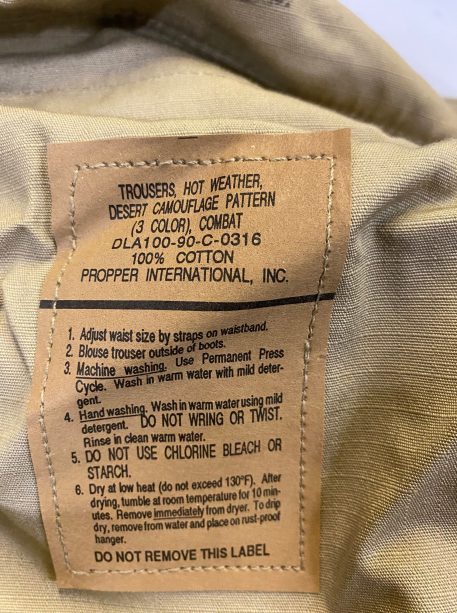 TROUSERS, HOT WEATHER,
DESERT CAMOUFLAGE PATTERN
(3 COLOR), COMBAT
DLA100-90-C-0316
100% COTTON
PROPPER INTERNATIONAL, INC.
1. Adjust waist size by straps on waistband.
2. Blouse trouser outside of boots.
3. Machine washing. Use Permanent Press
Cycle. Wash in warm water with mild deter-
gent.
4. Hand washing. Wash in warm water using mild
detergent. DO NOT WRING OR TWIST.
Rinse in clean warm water.
5. DO NOT USE CHLORINE BLEACH OR
STARCH.
6. Dry at low heat (do not exceed 130°F). After
drying, tumble at room temperature for 10 min-
utes. Remove immediately from dryer. To drip
dry, remove from water and place on rust-proof
hanger.
DO NOT REMOVE THIS LABEL